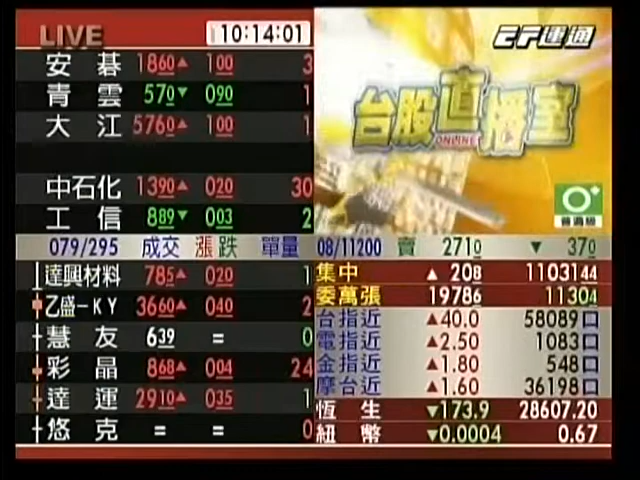 LIVE 10:14:01
安碁 1860▲ 100 3
青雲 570▼ 090 1
大江 5760▲ 100 1
中石化 1390▲ 020 30
工信 889▼ 003 2
079/295 成交 漲跌 單量
達興材料 785▲ 020 1
乙盛-KY 3660▲ 040 2
慧友 639 = 0
彩晶 868▲ 004 24
達運 2910▲ 035 1
悠克 = = 0
運通
台股直播室
ONLINE
普遍級
08/11200 賣 2710 ▼ 370
集中 ▲208 1103144
委萬張 19786 11304
台指近 ▲40.0 58089口
電指近 ▲2.50 1083口
金指近 ▲1.80 548口
摩台近 ▲1.60 36198口
恆生 ▼173.9 28607.20
紐幣 ▼0.0004 0.67